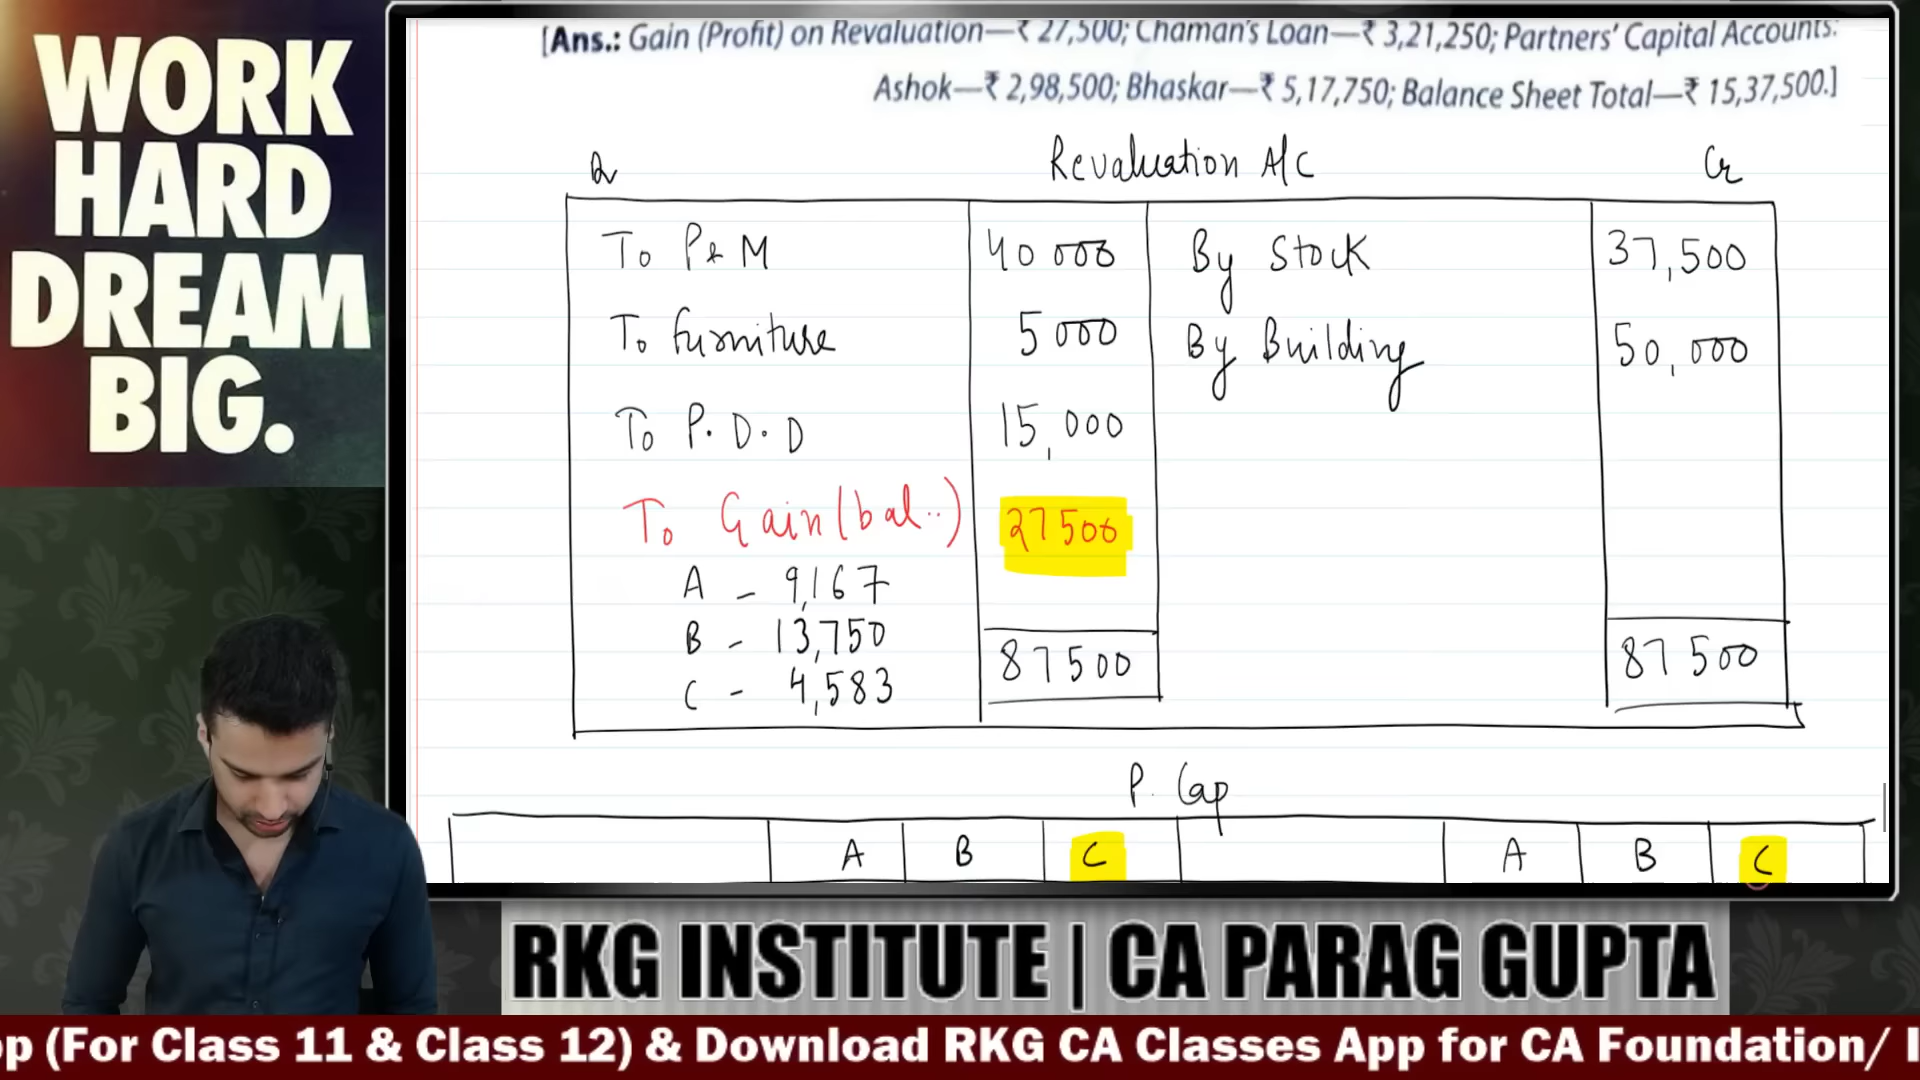 WORK
HARD
DREAM
BIG.
[Ans.: Gain (Profit) on Revaluation—₹ 27,500; Chaman's Loan—₹ 3,21,250; Partners' Capital Accounts:
Ashok—₹ 2,98,500; Bhaskar—₹ 5,17,750; Balance Sheet Total—₹ 15,37,500.]
Dr Revaluation A/C Cr
To P & M 40 000 By Stock 37,500
To furniture 5 000 By Building 50,000
To P.D.D 15,000
To Gain (bal..) 27500
A - 9,167
B - 13,750
C - 4,583
87500 87500
P. Cap
A B C A B C
RKG INSTITUTE | CA PARAG GUPTA
p (For Class 11 & Class 12) & Download RKG CA Classes App for CA Foundation/ I